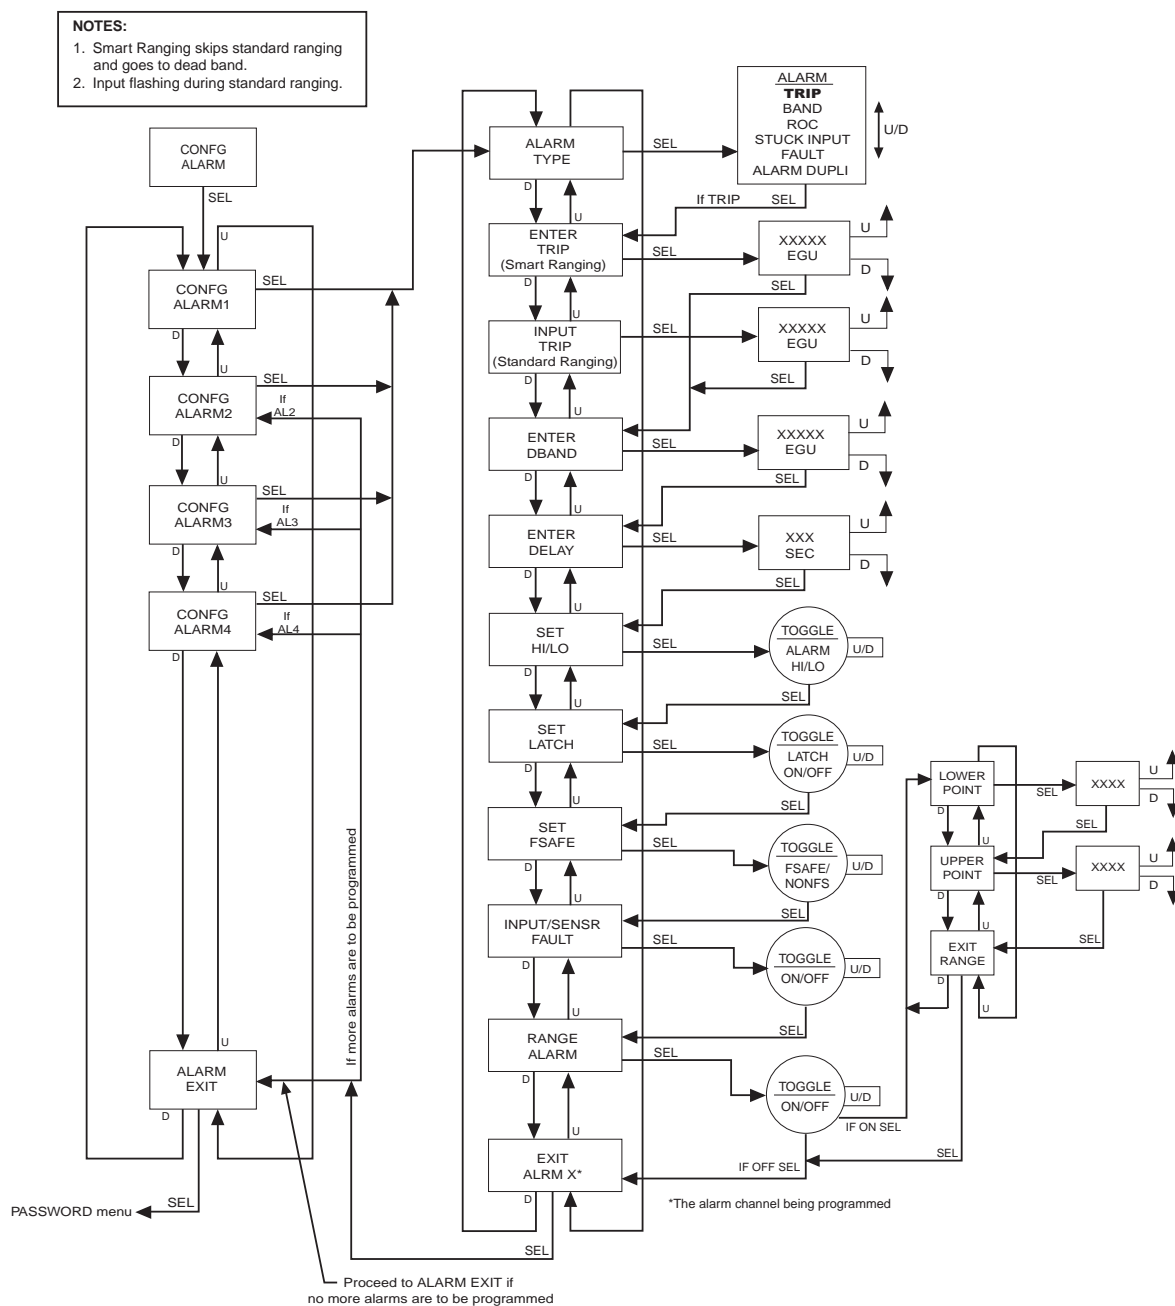 NOTES:
1. Smart Ranging skips standard ranging
and goes to dead band.
2. Input flashing during standard ranging.
CONFG
ALARM
SEL
U
CONFG
ALARM1
SEL
D
U
CONFG
ALARM2
SEL
If
AL2
D
U
CONFG
ALARM3
SEL
If
AL3
D
U
CONFG
ALARM4
SEL
If
AL4
D
If more alarms are to be programmed
U
ALARM
EXIT
D
SEL
PASSWORD menu
Proceed to ALARM EXIT if
no more alarms are to be programmed
ALARM
TYPE
SEL
D
U
ALARM
TRIP
BAND
ROC
STUCK INPUT
FAULT
ALARM DUPLI
U/D
If TRIP
SEL
ENTER
TRIP
(Smart Ranging)
SEL
D
U
XXXXX
EGU
U
D
SEL
INPUT
TRIP
(Standard Ranging)
SEL
D
U
XXXXX
EGU
U
D
SEL
ENTER
DBAND
SEL
D
U
XXXXX
EGU
U
D
SEL
ENTER
DELAY
SEL
D
U
XXX
SEC
U
D
SEL
SET
HI/LO
SEL
D
U
TOGGLE
ALARM
HI/LO
U/D
SEL
SET
LATCH
SEL
D
U
TOGGLE
LATCH
ON/OFF
U/D
SEL
SET
FSAFE
SEL
D
U
TOGGLE
FSAFE/
NONFS
U/D
SEL
INPUT/SENSR
FAULT
SEL
D
U
TOGGLE
ON/OFF
U/D
SEL
RANGE
ALARM
SEL
D
U
TOGGLE
ON/OFF
U/D
IF ON SEL
IF OFF SEL
SEL
EXIT
ALRM X*
D
SEL
*The alarm channel being programmed
LOWER
POINT
SEL
D
U
XXXX
U
D
SEL
UPPER
POINT
SEL
D
U
XXXX
U
D
SEL
EXIT
RANGE
D
U